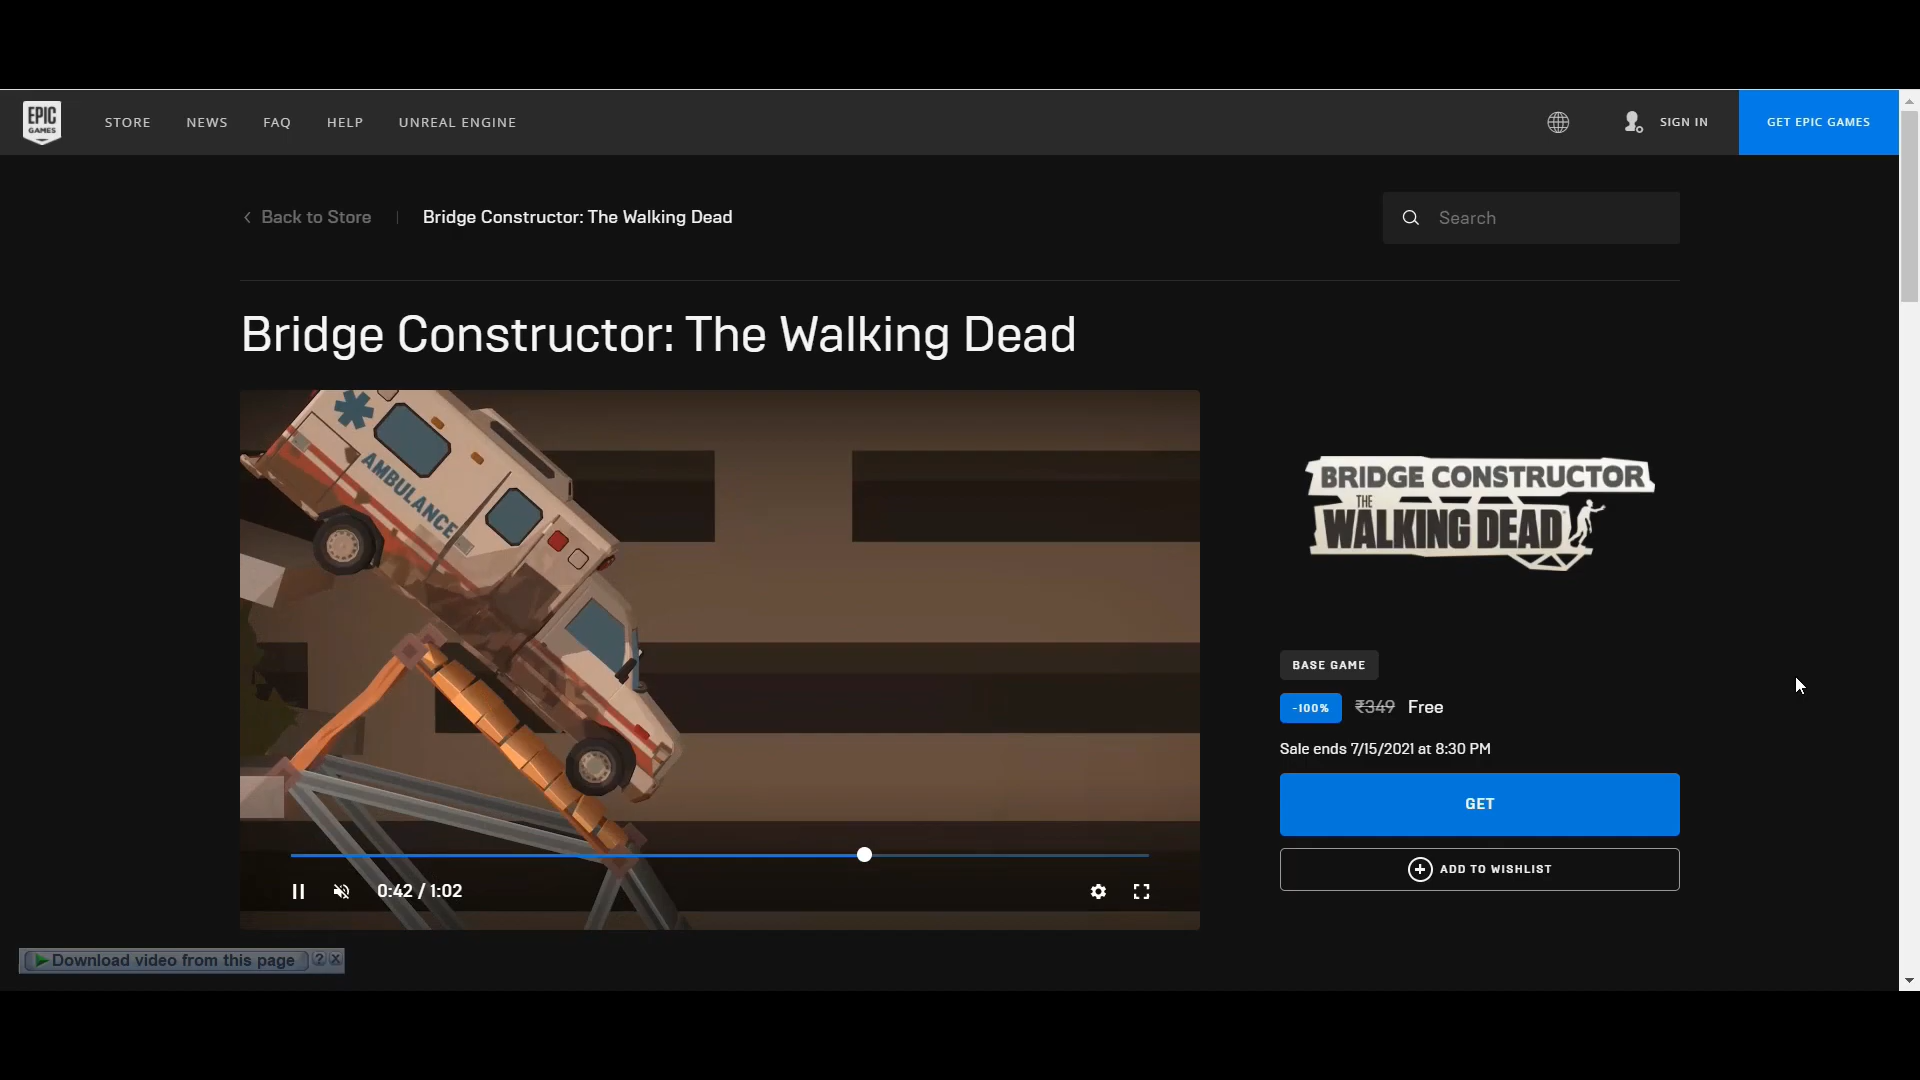 EPIC
GAMES
STORE
NEWS
FAQ
HELP
UNREAL ENGINE
SIGN IN
GET EPIC GAMES
Back to Store
Bridge Constructor: The Walking Dead
Search
Bridge Constructor: The Walking Dead
AMBULANCE
BRIDGE CONSTRUCTOR
THE
WALKING DEAD
BASE GAME
-100% ₹349 Free
Sale ends 7/15/2021 at 8:30 PM
GET
ADD TO WISHLIST
0:42 / 1:02
Download video from this page ? x